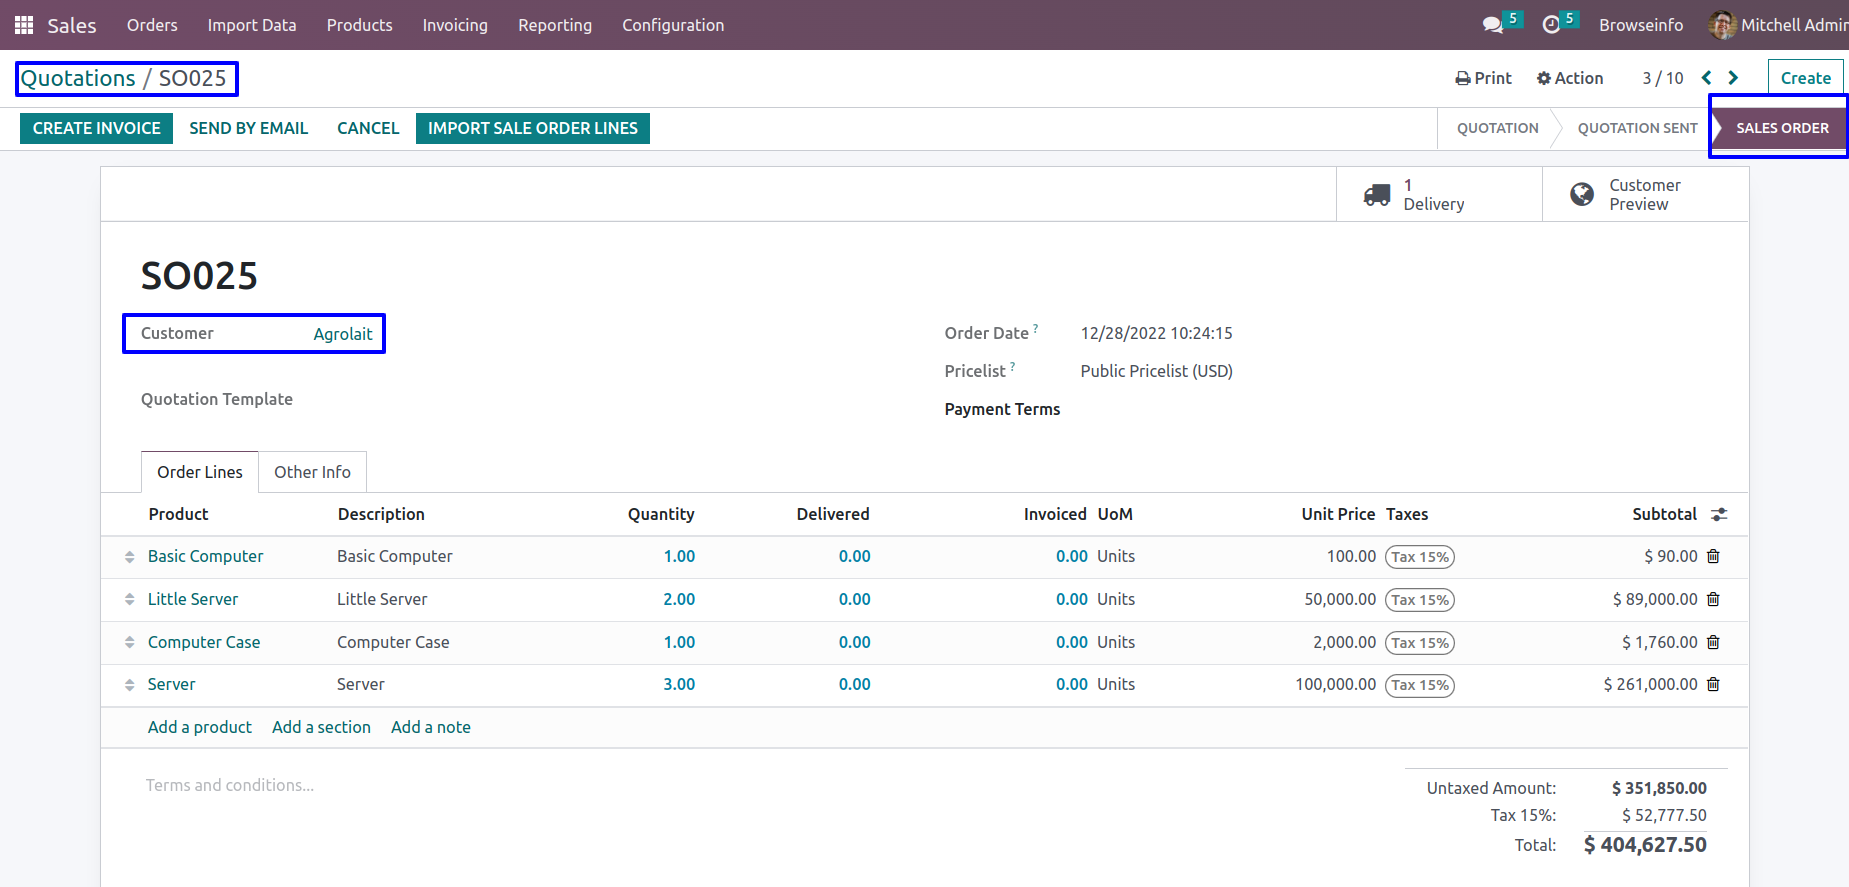 Sales Orders Import Data Products Invoicing Reporting Configuration 5 5 Browseinfo Mitchell Admin
Quotations / SO025 Print Action 3 / 10 Create
CREATE INVOICE SEND BY EMAIL CANCEL IMPORT SALE ORDER LINES QUOTATION QUOTATION SENT SALES ORDER
1 Delivery
Customer Preview
SO025
Customer Agrolait
Order Date ? 12/28/2022 10:24:15
Pricelist ? Public Pricelist (USD)
Quotation Template
Payment Terms
Order Lines Other Info
Product Description Quantity Delivered Invoiced UoM Unit Price Taxes Subtotal
Basic Computer Basic Computer 1.00 0.00 0.00 Units 100.00 Tax 15% $ 90.00
Little Server Little Server 2.00 0.00 0.00 Units 50,000.00 Tax 15% $ 89,000.00
Computer Case Computer Case 1.00 0.00 0.00 Units 2,000.00 Tax 15% $ 1,760.00
Server Server 3.00 0.00 0.00 Units 100,000.00 Tax 15% $ 261,000.00
Add a product Add a section Add a note
Terms and conditions...
Untaxed Amount: $ 351,850.00
Tax 15%: $ 52,777.50
Total: $ 404,627.50